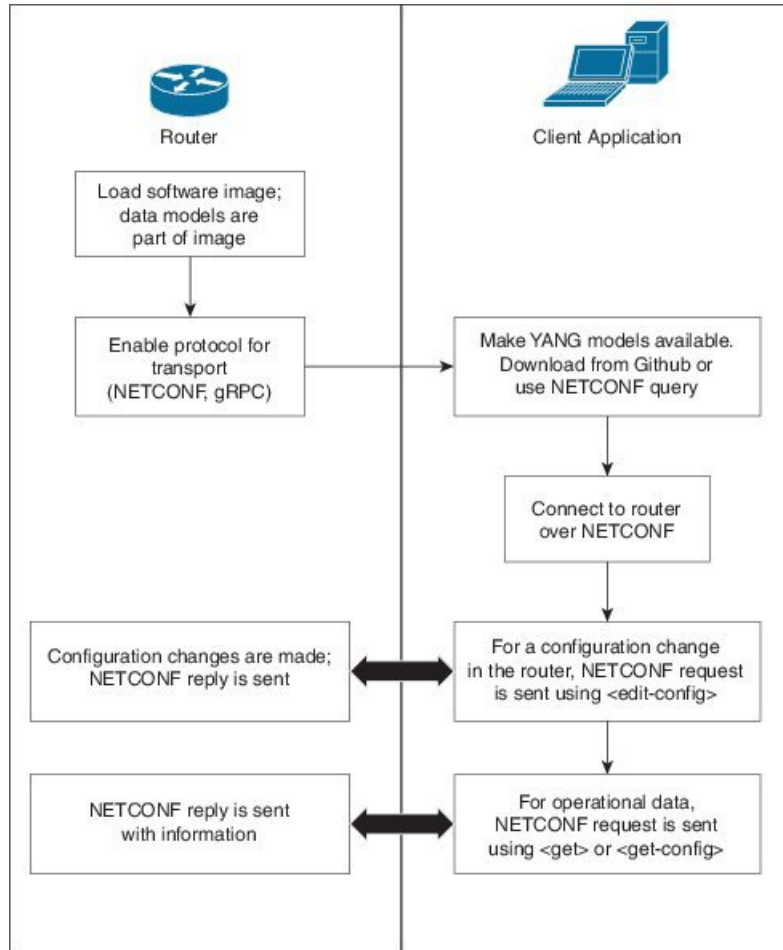 Router
Client Application
Load software image;
data models are
part of image
Enable protocol for
transport
(NETCONF, gRPC)
Make YANG models available.
Download from Github or
use NETCONF query
Connect to router
over NETCONF
Configuration changes are made;
NETCONF reply is sent
For a configuration change
in the router, NETCONF request
is sent using <edit-config>
NETCONF reply is sent
with information
For operational data,
NETCONF request is sent
using <get> or <get-config>